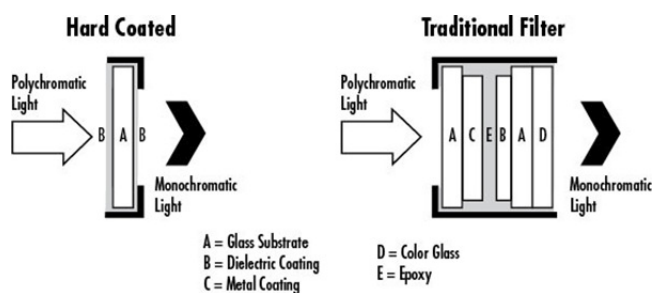 Hard Coated
Polychromatic
Light
B
A
B
Monochromatic
Light
Traditional Filter
Polychromatic
Light
A
C
E
B
A
D
Monochromatic
Light
A = Glass Substrate
B = Dielectric Coating
C = Metal Coating
D = Color Glass
E = Epoxy